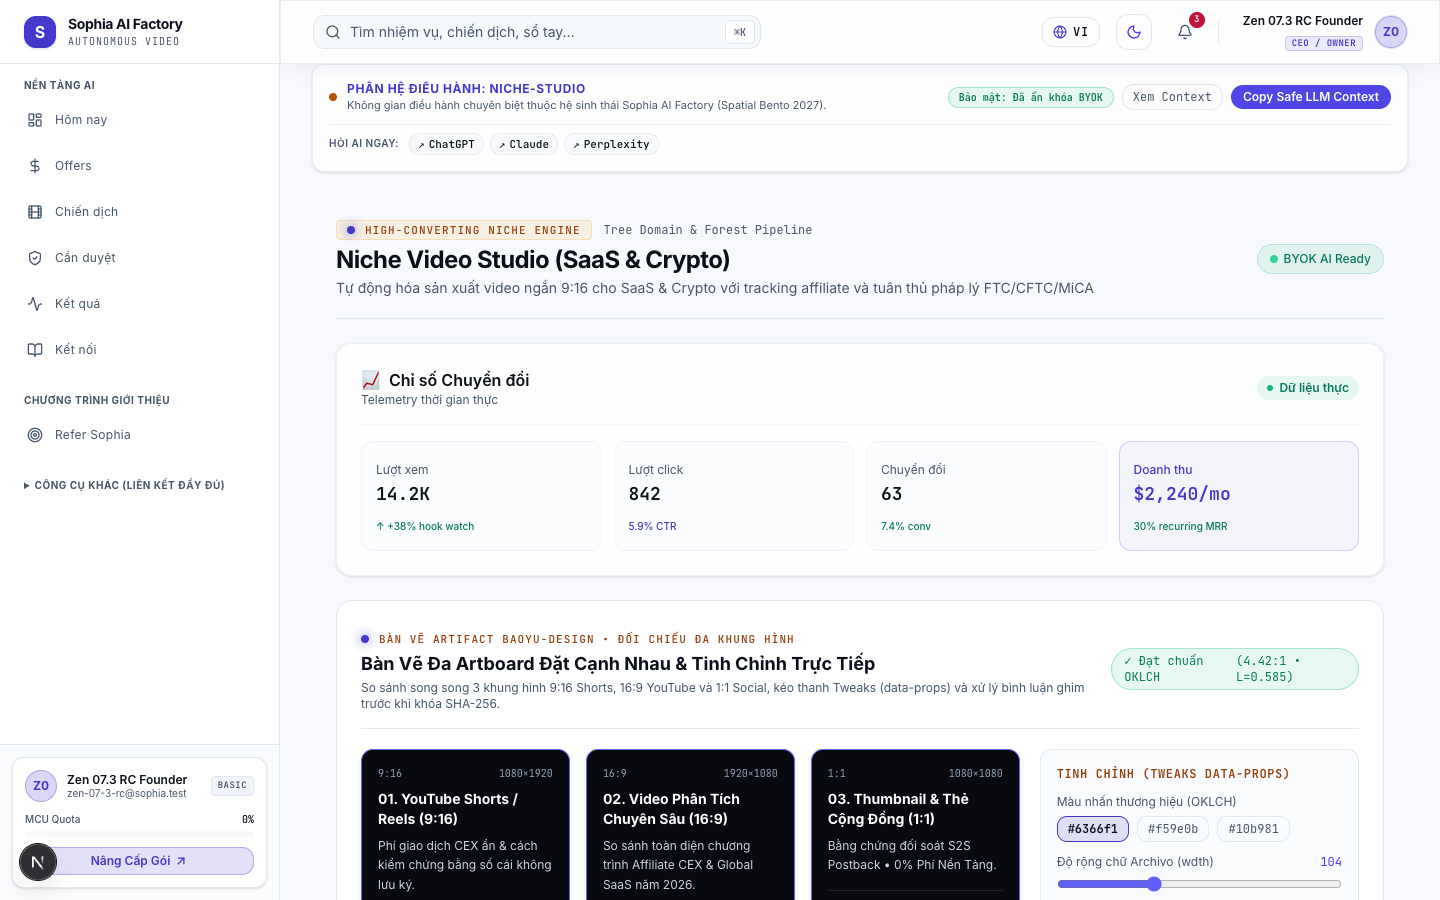 S
Sophia AI Factory
AUTONOMOUS VIDEO
Tìm nhiệm vụ, chiến dịch, sổ tay...
⌘K
VI
3
Zen 07.3 RC Founder
CEO / OWNER
ZO
NỀN TẢNG AI
Hôm nay
Offers
Chiến dịch
Cần duyệt
Kết quả
Kết nối
CHƯƠNG TRÌNH GIỚI THIỆU
Refer Sophia
CÔNG CỤ KHÁC (LIÊN KẾT ĐẦY ĐỦ)
ZO
Zen 07.3 RC Founder
zen-07-3-rc@sophia.test
BASIC
MCU Quota
0%
N
Nâng Cấp Gói ↗
PHÂN HỆ ĐIỀU HÀNH: NICHE-STUDIO
Không gian điều hành chuyên biệt thuộc hệ sinh thái Sophia AI Factory (Spatial Bento 2027).
Bảo mật: Đã ẩn khóa BYOK
Xem Context
Copy Safe LLM Context
HỎI AI NGAY:
↗ ChatGPT
↗ Claude
↗ Perplexity
HIGH-CONVERTING NICHE ENGINE
Tree Domain & Forest Pipeline
Niche Video Studio (SaaS & Crypto)
Tự động hóa sản xuất video ngắn 9:16 cho SaaS & Crypto với tracking affiliate và tuân thủ pháp lý FTC/CFTC/MiCA
BYOK AI Ready
📈 Chỉ số Chuyển đổi
Telemetry thời gian thực
Dữ liệu thực
Lượt xem
14.2K
↑ +38% hook watch
Lượt click
842
5.9% CTR
Chuyển đổi
63
7.4% conv
Doanh thu
$2,240/mo
30% recurring MRR
BẢN VẼ ARTIFACT BAOYU-DESIGN • ĐỐI CHIẾU ĐA KHUNG HÌNH
Bản Vẽ Đa Artboard Đặt Cạnh Nhau & Tinh Chỉnh Trực Tiếp
So sánh song song 3 khung hình 9:16 Shorts, 16:9 YouTube và 1:1 Social, kéo thanh Tweaks (data-props) và xử lý bình luận ghim
trước khi khóa SHA-256.
✓ Đạt chuẩn (4.42:1 •
OKLCH L=0.585)
9:16
1080×1920
01. YouTube Shorts /
Reels (9:16)
Phí giao dịch CEX ẩn & cách
kiểm chứng bằng sổ cái không
lưu ký.
16:9
1920×1080
02. Video Phân Tích
Chuyên Sâu (16:9)
So sánh toàn diện chương
trình Affiliate CEX & Global
SaaS năm 2026.
1:1
1080×1080
03. Thumbnail & Thẻ
Cộng Đồng (1:1)
Bằng chứng đối soát S2S
Postback • 0% Phí Nền Tảng.
TINH CHỈNH (TWEAKS DATA-PROPS)
Màu nhấn thương hiệu (OKLCH)
#6366f1
#f59e0b
#10b981
Độ rộng chữ Archivo (wdth)
104